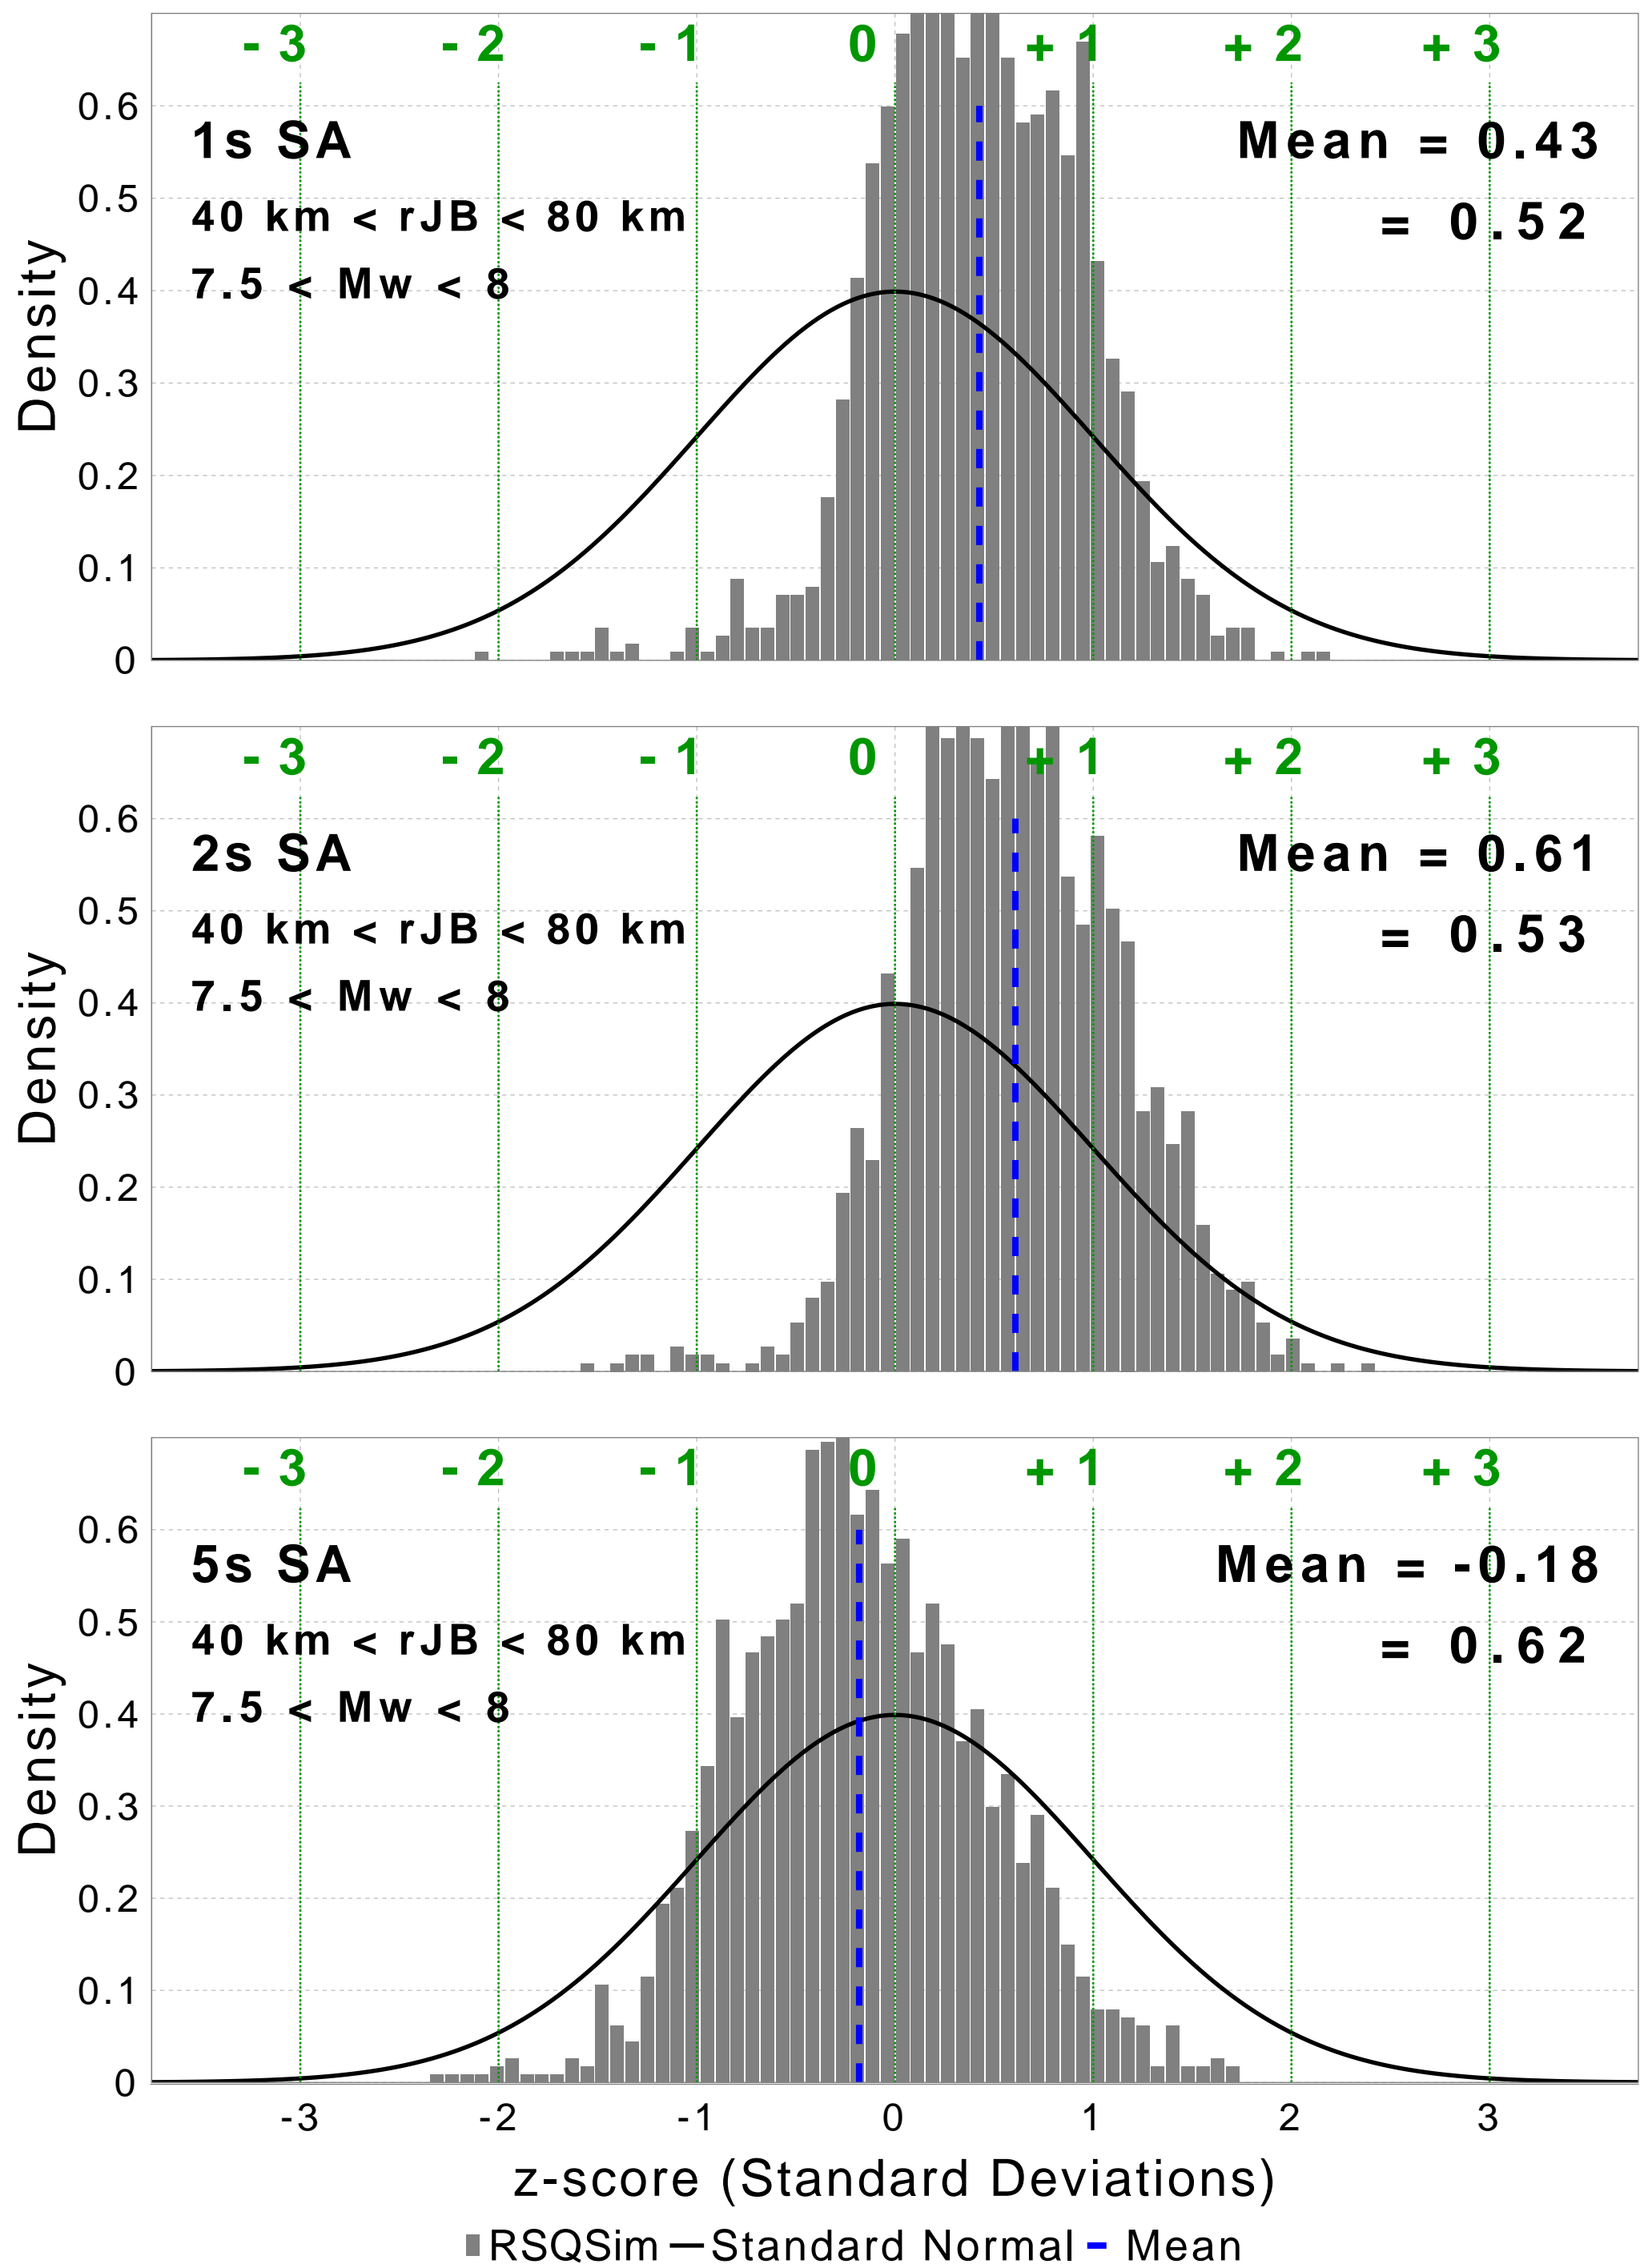 - 3 - 2 - 1 0 + 1 + 2 + 3
0.6
1s SA
Mean = 0.43
0.5
40 km < rJB < 80 km
= 0.52
7.5 < Mw < 8
0.4
Density
0.3
0.2
0.1
0
- 3 - 2 - 1 0 + 1 + 2 + 3
0.6
2s SA
Mean = 0.61
0.5
40 km < rJB < 80 km
= 0.53
7.5 < Mw < 8
0.4
Density
0.3
0.2
0.1
0
- 3 - 2 - 1 0 + 1 + 2 + 3
0.6
5s SA
Mean = -0.18
0.5
40 km < rJB < 80 km
= 0.62
7.5 < Mw < 8
0.4
Density
0.3
0.2
0.1
0
-3 -2 -1 0 1 2 3
z-score (Standard Deviations)
RSQSim Standard Normal Mean